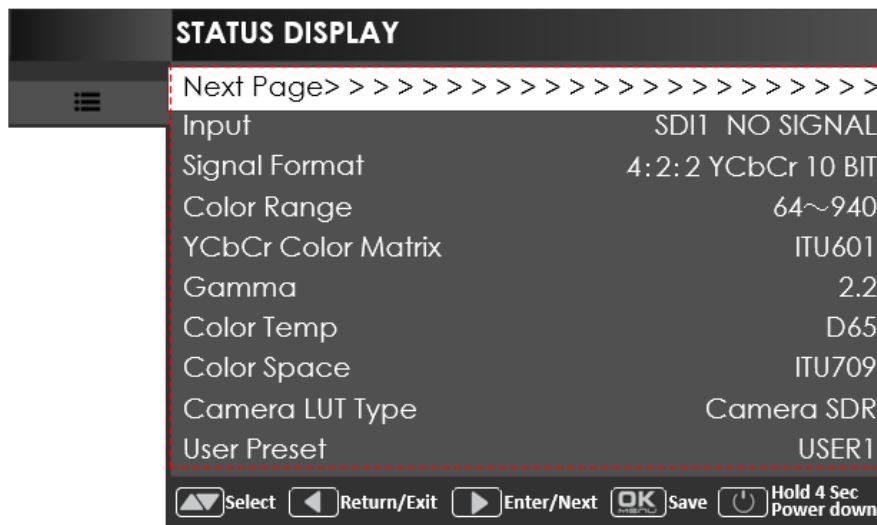 STATUS DISPLAY
Next Page> > > > > > > > > > > > > > > > > > > > > > >
Input SDI1 NO SIGNAL
Signal Format 4:2:2 YCbCr 10 BIT
Color Range 64～940
YCbCr Color Matrix ITU601
Gamma 2.2
Color Temp D65
Color Space ITU709
Camera LUT Type Camera SDR
User Preset USER1
Select Return/Exit Enter/Next OK MENU Save Hold 4 Sec Power down